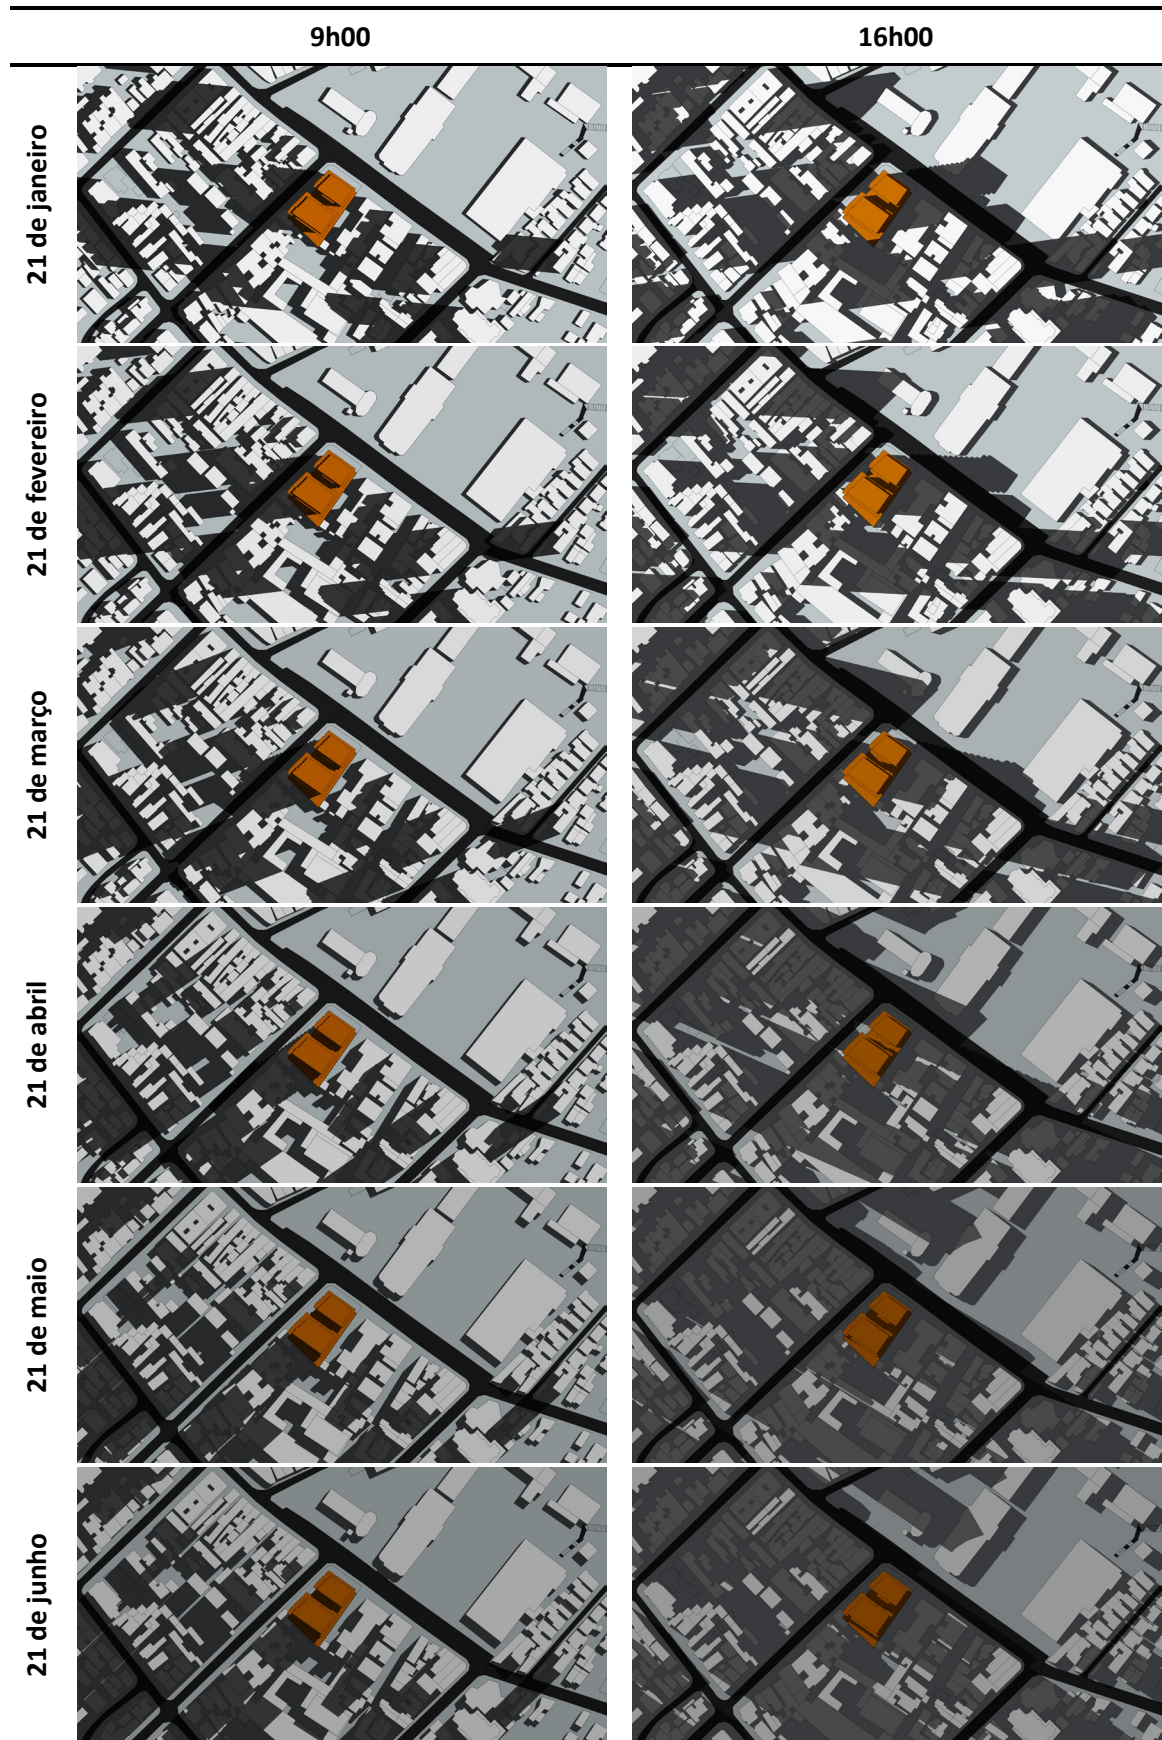 9h00 16h00
21 de janeiro
21 de fevereiro
21 de março
21 de abril
21 de maio
21 de junho